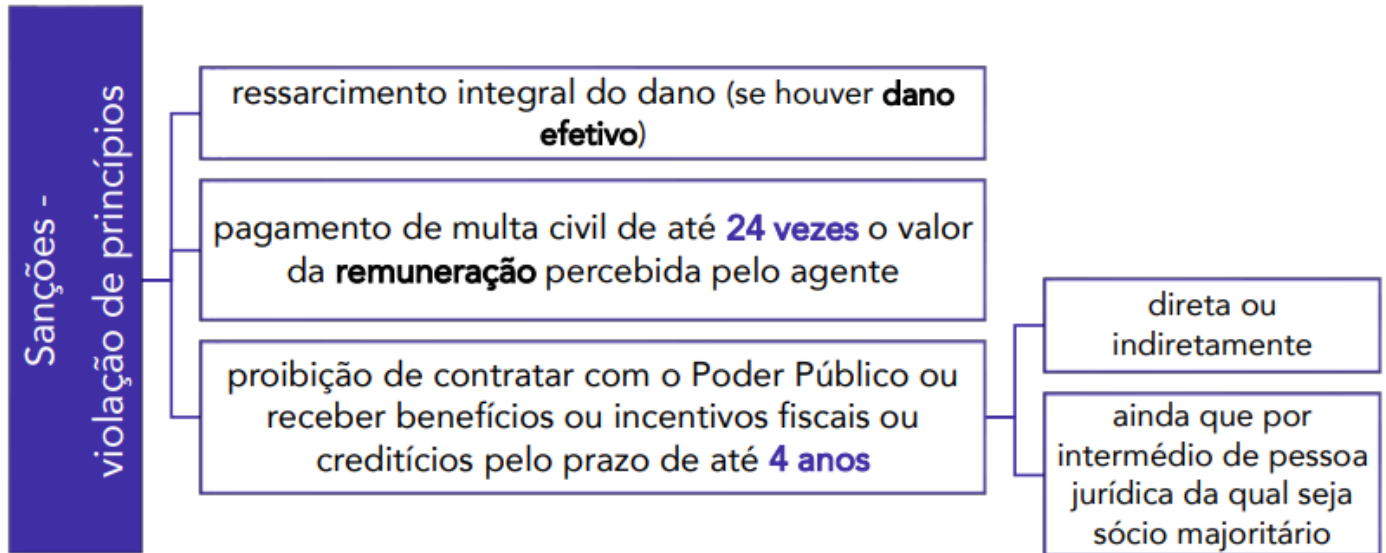 Sanções -
violação de princípios
ressarcimento integral do dano (se houver dano
efetivo)
pagamento de multa civil de até 24 vezes o valor
da remuneração percebida pelo agente
proibição de contratar com o Poder Público ou
receber benefícios ou incentivos fiscais ou
creditícios pelo prazo de até 4 anos
direta ou
indiretamente
ainda que por
intermédio de pessoa
jurídica da qual seja
sócio majoritário